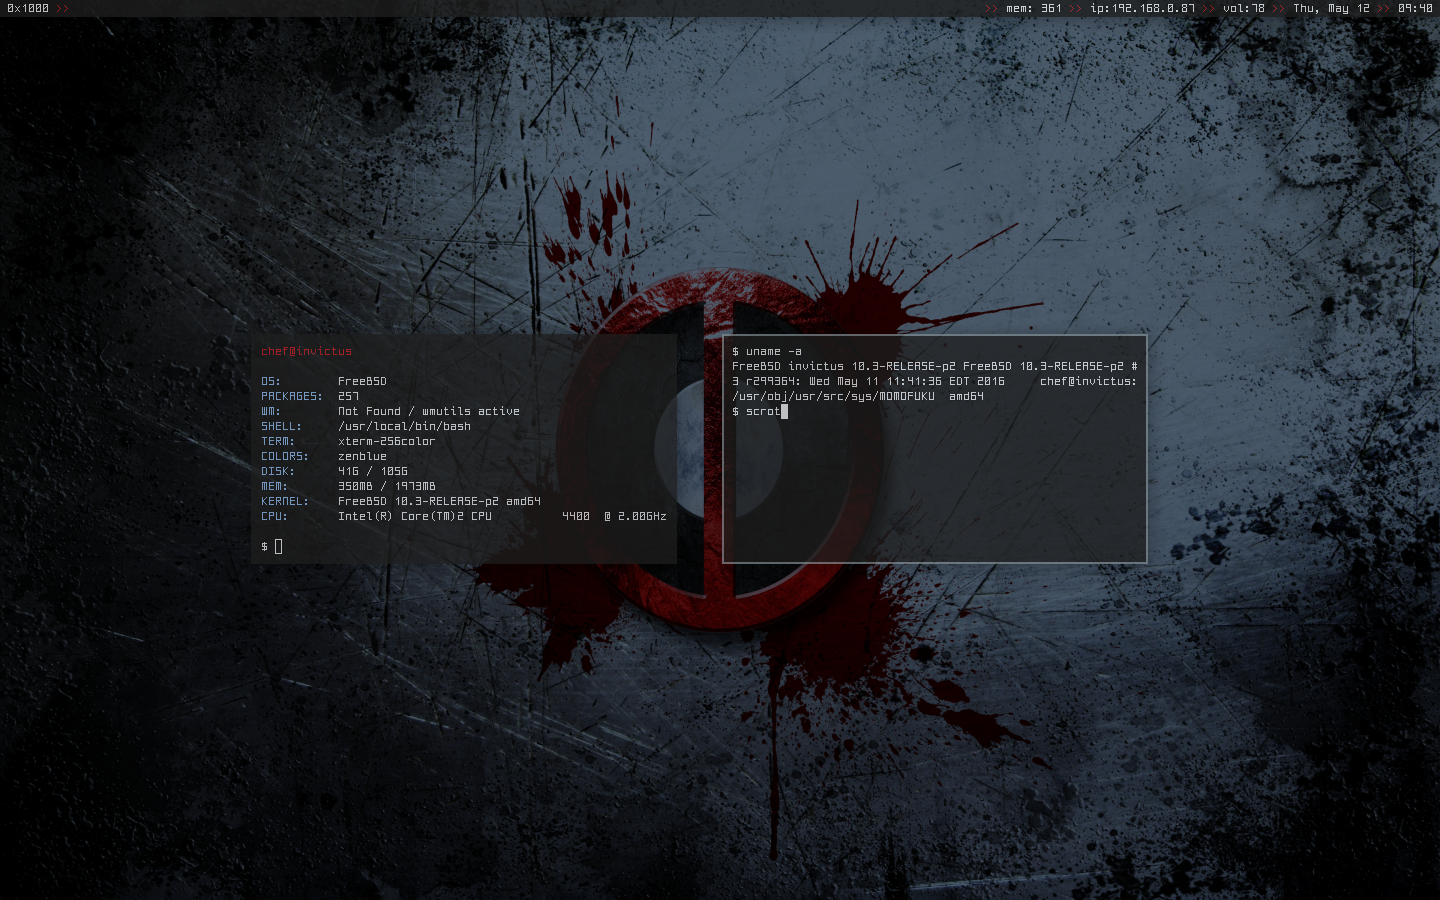 0x1000 >>
>> mem: 361 >> ip:192.168.0.87 >> vol:78 >> Thu, May 12 >> 09:40
chef@invictus
OS: FreeBSD
PACKAGES: 257
WM: Not Found / wmutils active
SHELL: /usr/local/bin/bash
TERM: xterm-256color
COLORS: zenblue
DISK: 41G / 105G
MEM: 350MB / 1973MB
KERNEL: FreeBSD 10.3-RELEASE-p2 amd64
CPU: Intel(R) Core(TM)2 CPU 4400 @ 2.00GHz
$
$ uname -a
FreeBSD invictus 10.3-RELEASE-p2 FreeBSD 10.3-RELEASE-p2 #
3 r299364: Wed May 11 11:41:36 EDT 2016 chef@invictus:
/usr/obj/usr/src/sys/MOMOFUKU amd64
$ scrot